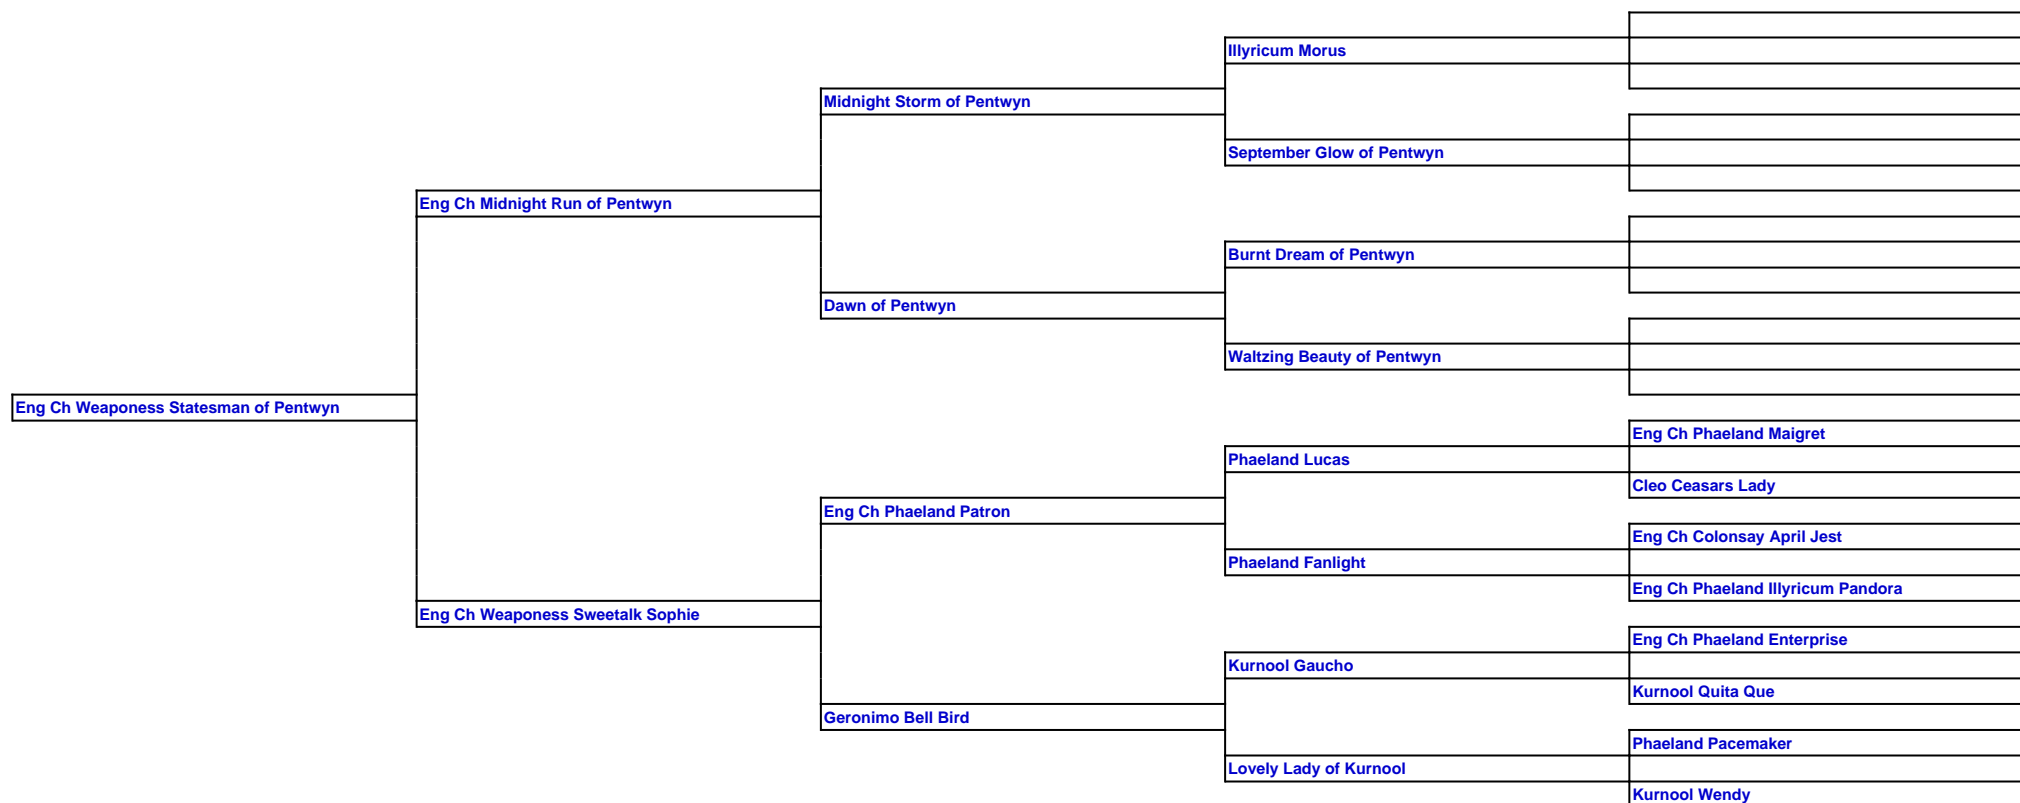 Illyricum Morus
Midnight Storm of Pentwyn
September Glow of Pentwyn
Eng Ch Midnight Run of Pentwyn
Burnt Dream of Pentwyn
Dawn of Pentwyn
Waltzing Beauty of Pentwyn
Eng Ch Weaponess Statesman of Pentwyn
Eng Ch Phaeland Maigret
Phaeland Lucas
Cleo Ceasars Lady
Eng Ch Phaeland Patron
Eng Ch Colonsay April Jest
Phaeland Fanlight
Eng Ch Phaeland Illyricum Pandora
Eng Ch Weaponess Sweetalk Sophie
Eng Ch Phaeland Enterprise
Kurnool Gaucho
Kurnool Quita Que
Geronimo Bell Bird
Phaeland Pacemaker
Lovely Lady of Kurnool
Kurnool Wendy